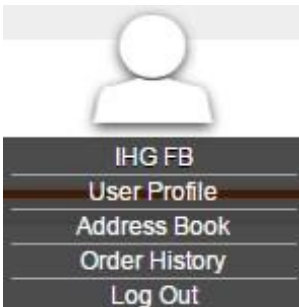 IHG FB
User Profile
Address Book
Order History
Log Out